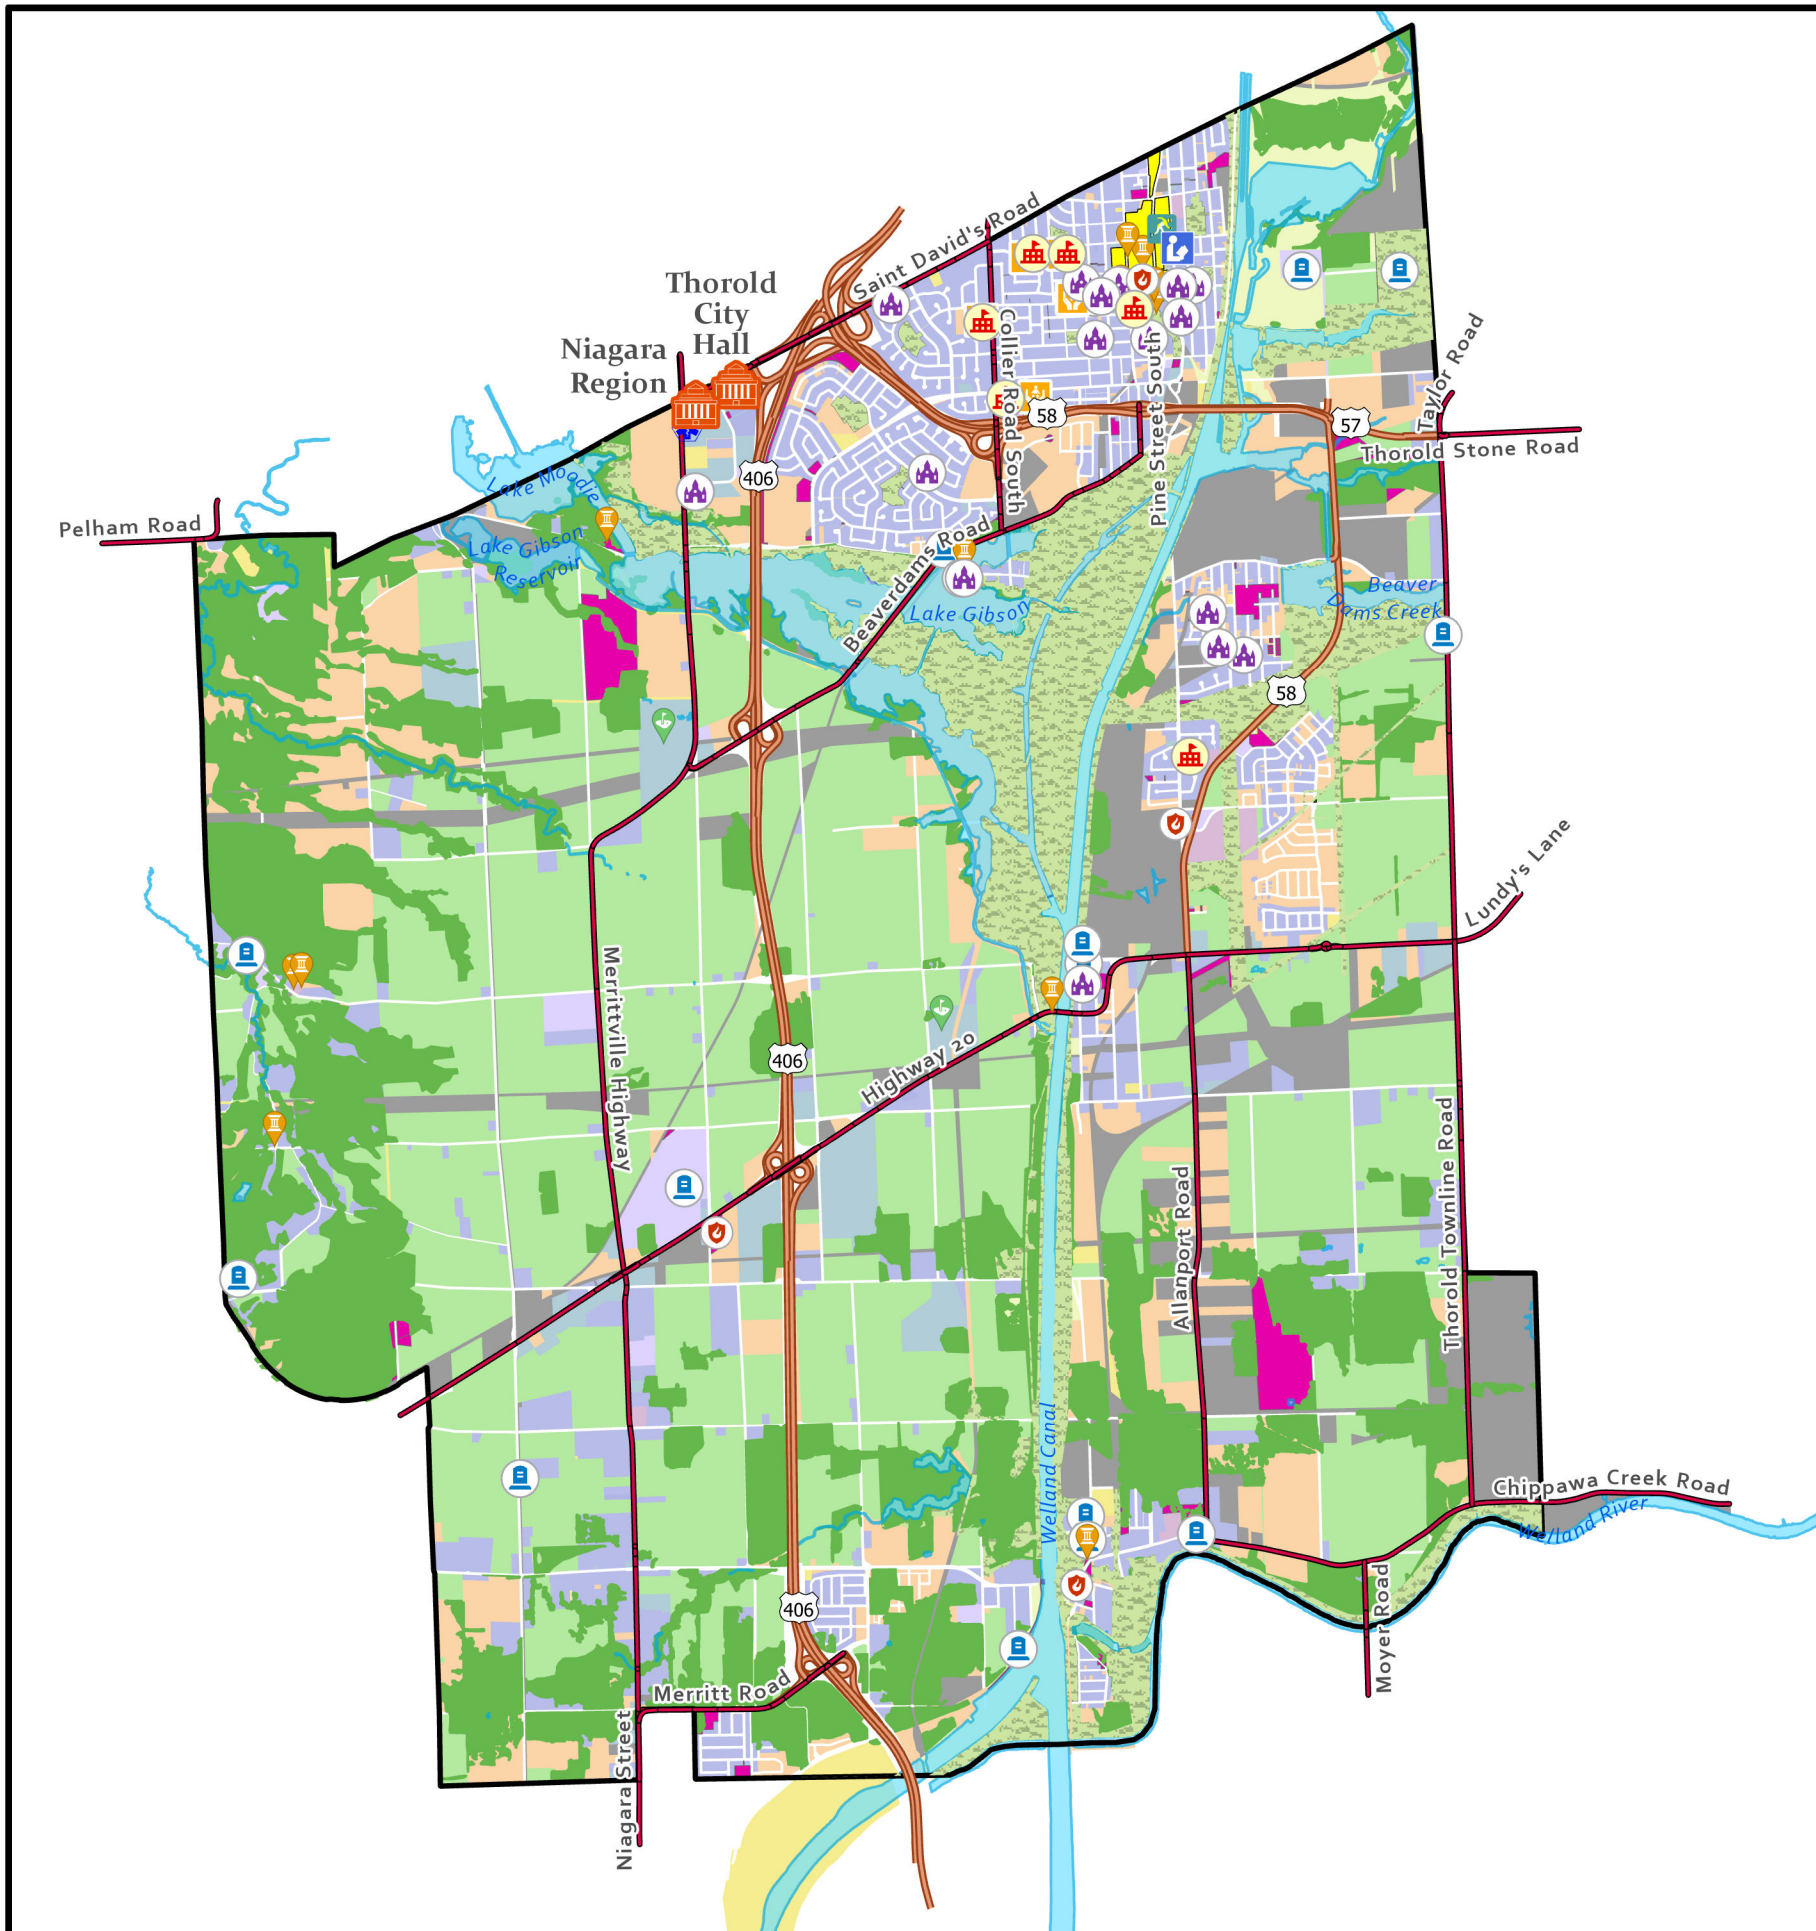 Saint David's Road
Thorold
City
Hall
Niagara
Region
Collier Road South
Pine Street South
Taylor Road
58
57
Thorold Stone Road
406
Lake Moodie
Pelham Road
Lake Gibson
Reservoir
Beaverdams Road
Lake Gibson
Beaver
Dams Creek
58
Lundy's Lane
Merrittville Highway
406
Highway 20
Allanport Road
Thorold Townline Road
Welland Canal
Chippawa Creek Road
Welland River
406
Moyer Road
Merritt Road
Niagara Street